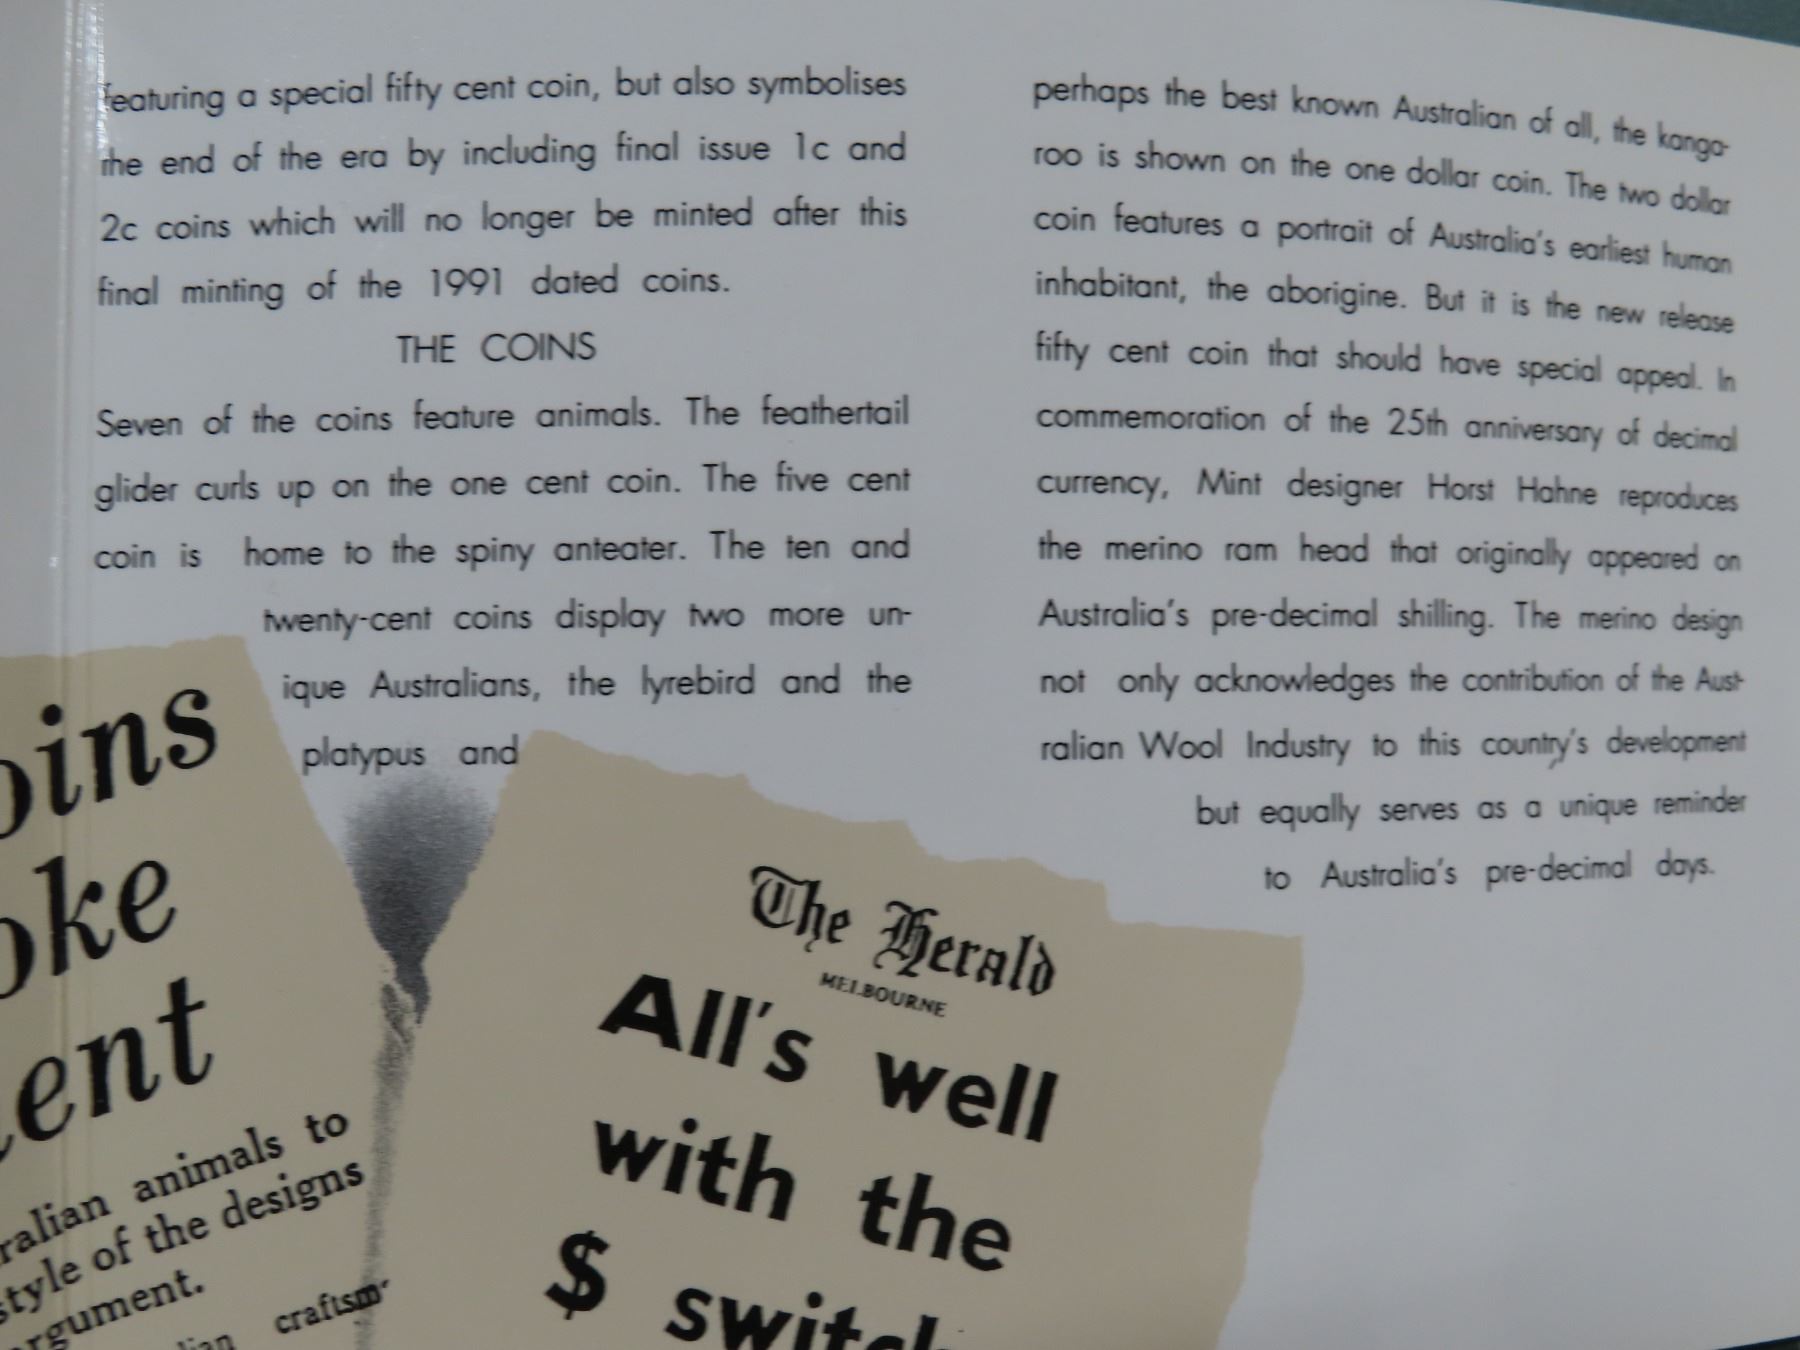 featuring a special fifty cent coin, but also symbolises
the end of the era by including final issue 1c and
2c coins which will no longer be minted after this
final minting of the 1991 dated coins.
THE COINS
Seven of the coins feature animals. The feathertail
glider curls up on the one cent coin. The five cent
coin is home to the spiny anteater. The ten and
twenty-cent coins display two more un-
ique Australians, the lyrebird and the
platypus and
perhaps the best known Australian of all, the kanga-
roo is shown on the one dollar coin. The two dollar
coin features a portrait of Australia's earliest human
inhabitant, the aborigine. But it is the new release
fifty cent coin that should have special appeal. In
commemoration of the 25th anniversary of decimal
currency, Mint designer Horst Hahne reproduces
the merino ram head that originally appeared on
Australia's pre-decimal shilling. The merino design
not only acknowledges the contribution of the Aust-
ralian Wool Industry to this country's development
but equally serves as a unique reminder
to Australia's pre-decimal days.
oins
oke
ent
ralian animals to
style of the designs
rgument.
lian craftsm
The Herald
MELBOURNE
All's well
with the
$ switch